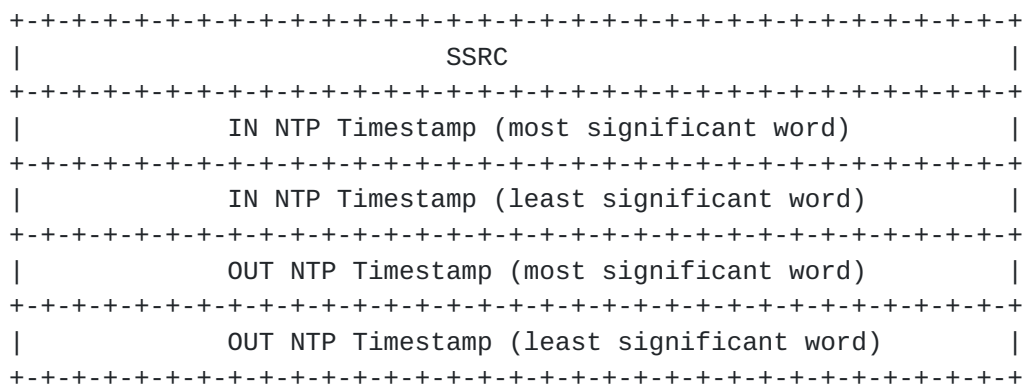 +-+-+-+-+-+-+-+-+-+-+-+-+-+-+-+-+-+-+-+-+-+-+-+-+-+-+-+-+-+-+-+-+
|                           SSRC                                |
+-+-+-+-+-+-+-+-+-+-+-+-+-+-+-+-+-+-+-+-+-+-+-+-+-+-+-+-+-+-+-+-+
|             IN NTP Timestamp (most significant word)          |
+-+-+-+-+-+-+-+-+-+-+-+-+-+-+-+-+-+-+-+-+-+-+-+-+-+-+-+-+-+-+-+-+
|             IN NTP Timestamp (least significant word)         |
+-+-+-+-+-+-+-+-+-+-+-+-+-+-+-+-+-+-+-+-+-+-+-+-+-+-+-+-+-+-+-+-+
|             OUT NTP Timestamp (most significant word)         |
+-+-+-+-+-+-+-+-+-+-+-+-+-+-+-+-+-+-+-+-+-+-+-+-+-+-+-+-+-+-+-+-+
|             OUT NTP Timestamp (least significant word)        |
+-+-+-+-+-+-+-+-+-+-+-+-+-+-+-+-+-+-+-+-+-+-+-+-+-+-+-+-+-+-+-+-+